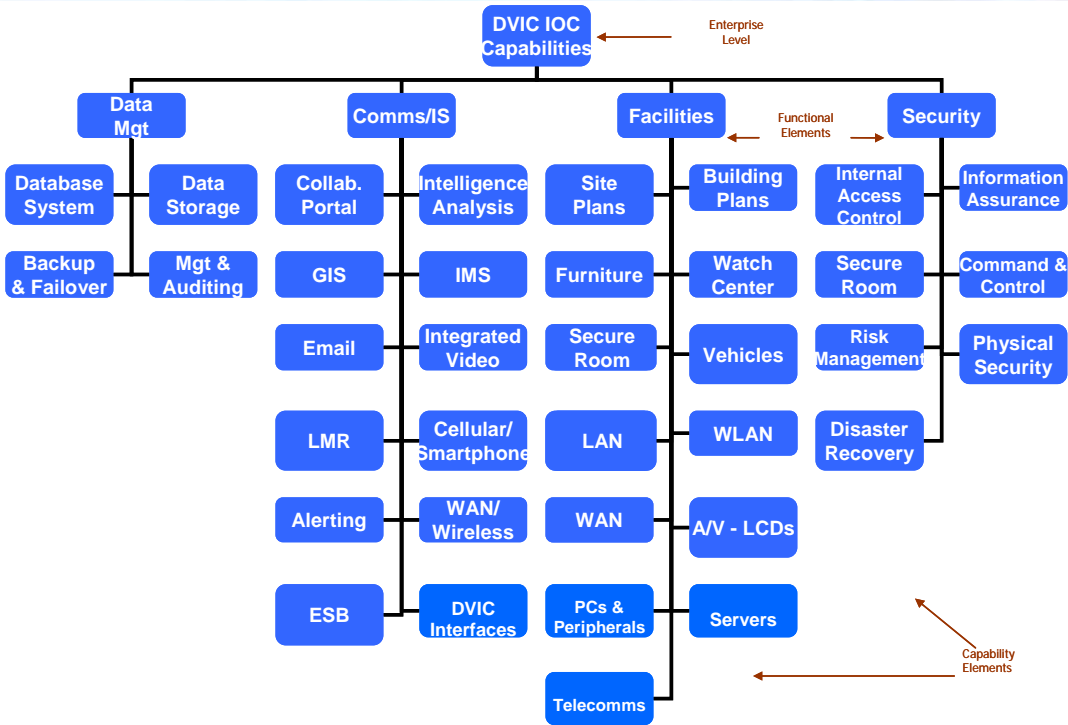 DVIC IOC
Capabilities
Enterprise
Level
Data
Mgt
Comms/IS
Facilities
Functional
Elements
Security
Database
System
Data
Storage
Backup
& Failover
Mgt &
Auditing
Collab.
Portal
Intelligence
Analysis
GIS
IMS
Email
Integrated
Video
LMR
Cellular/
Smartphone
Alerting
WAN/
Wireless
ESB
DVIC
Interfaces
Site
Plans
Building
Plans
Furniture
Watch
Center
Secure
Room
Vehicles
LAN
WLAN
WAN
A/V - LCDs
PCs &
Peripherals
Servers
Telecomms
Internal
Access
Control
Information
Assurance
Secure
Room
Command &
Control
Risk
Management
Physical
Security
Disaster
Recovery
Capability
Elements